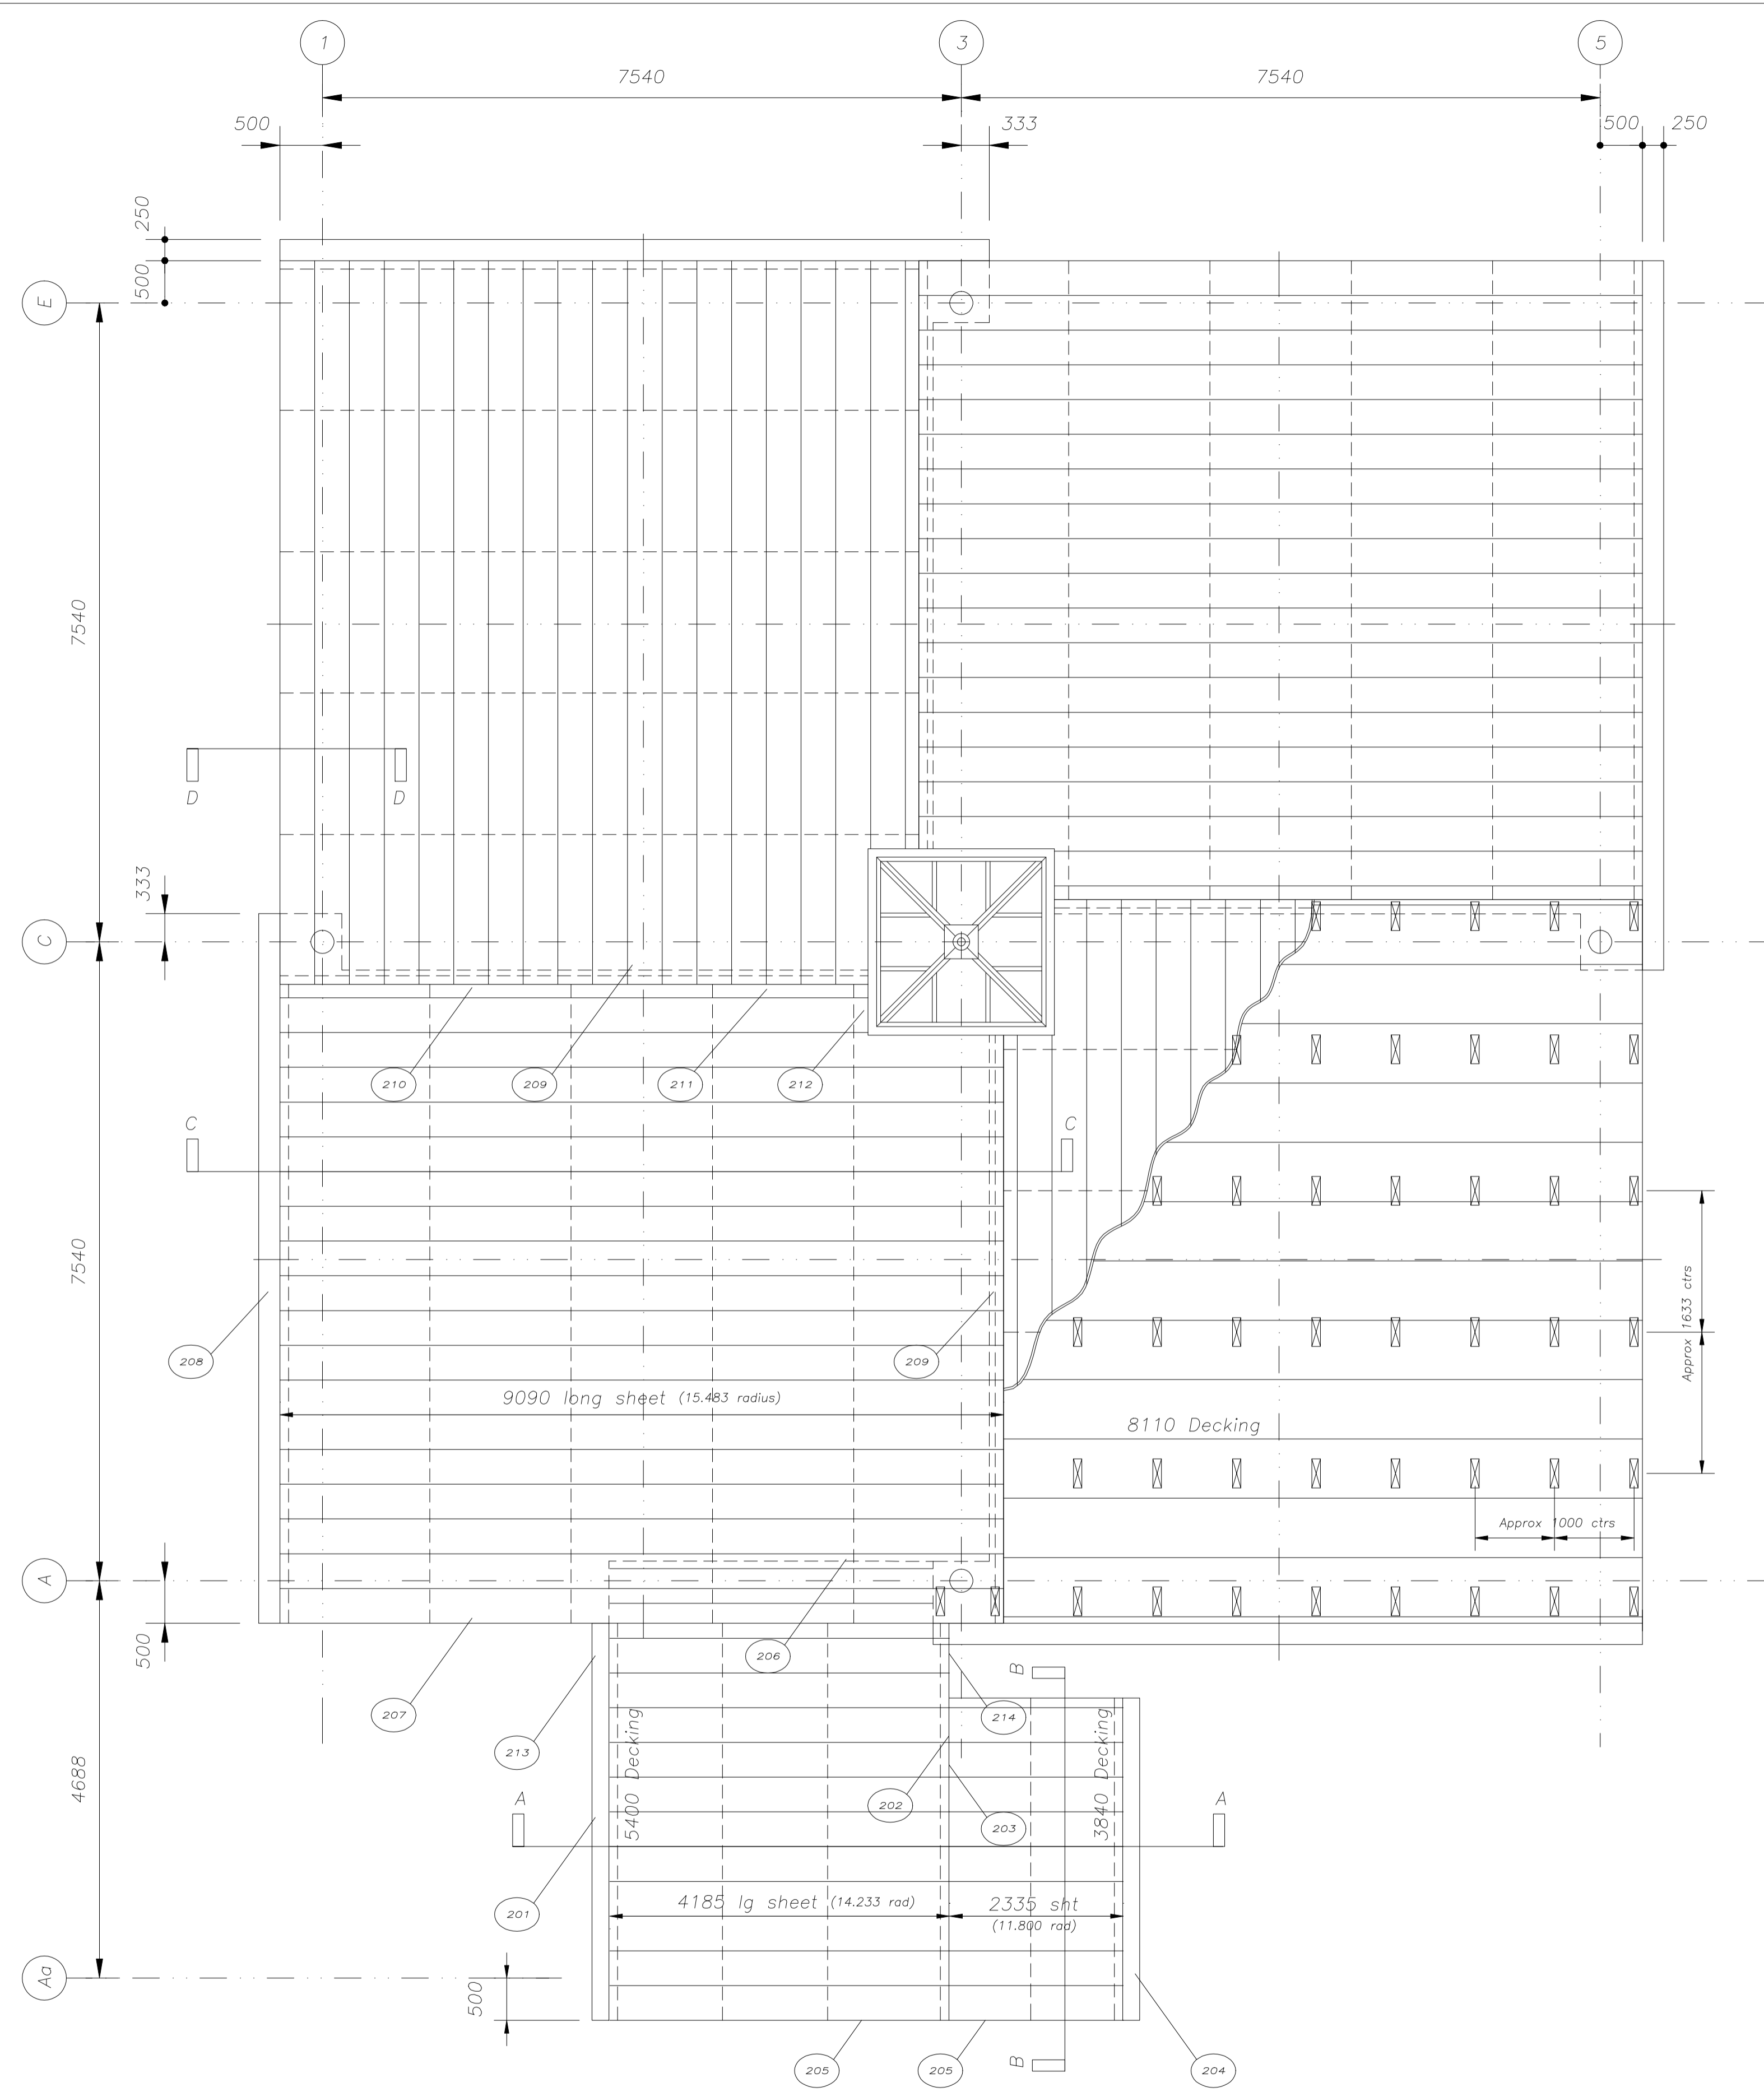 1
3
5
7540
7540
500
333
500
250
250
500
E
7540
D
D
333
C
210
209
211
212
C
C
Approx 1633 ctrs
7540
208
209
9090 long sheet (15.483 radius)
8110 Decking
Approx 1000 ctrs
A
500
206
B
207
213
214
5400 Decking
3840 Decking
4688
202
203
A
A
201
4185 lg sheet (14.233 rad)
2335 sht
(11.800 rad)
Aa
500
205
205
B
204